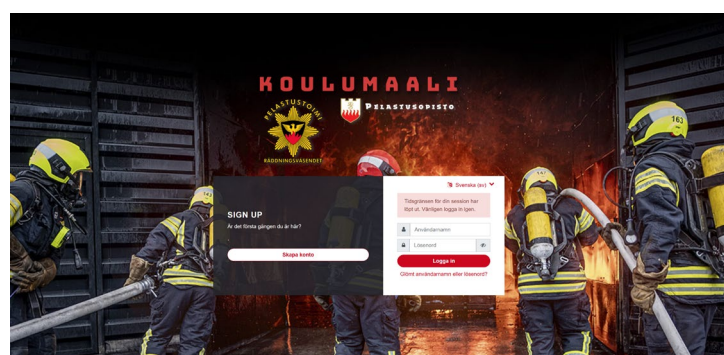 KOULUMAALI
PELASTUSTOIMI
RÄDDNINGSVÄSENDET
PELASTUSOPISTO
Svenska (sv)
SIGN UP
Är det första gången du är här?
Skapa konto
Tidsgränsen för din session har
löpt ut. Vänligen logga in igen.
Användarnamn
Lösenord
Logga in
Glömt användarnamn eller lösenord?
163